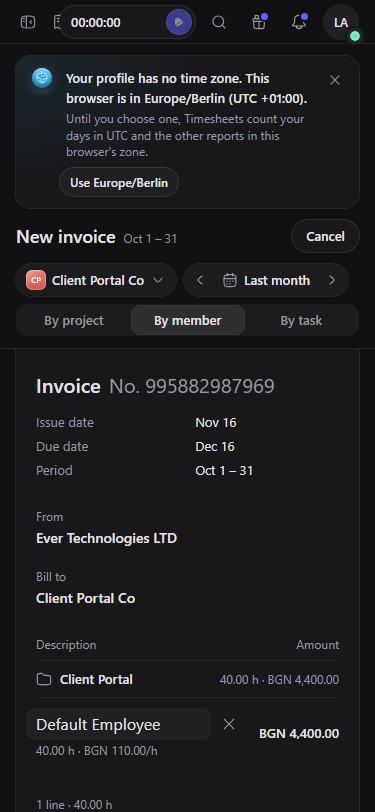 00:00:00
LA
Your profile has no time zone. This
browser is in Europe/Berlin (UTC +01:00).
Until you choose one, Timesheets count your
days in UTC and the other reports in this
browser's zone.
Use Europe/Berlin
New invoice Oct 1 – 31
Cancel
CP Client Portal Co
Last month
By project
By member
By task
Invoice No. 995882987969
Issue date Nov 16
Due date Dec 16
Period Oct 1 – 31
From
Ever Technologies LTD
Bill to
Client Portal Co
Description Amount
Client Portal 40.00 h · BGN 4,400.00
Default Employee BGN 4,400.00
40.00 h · BGN 110.00/h
1 line · 40.00 h